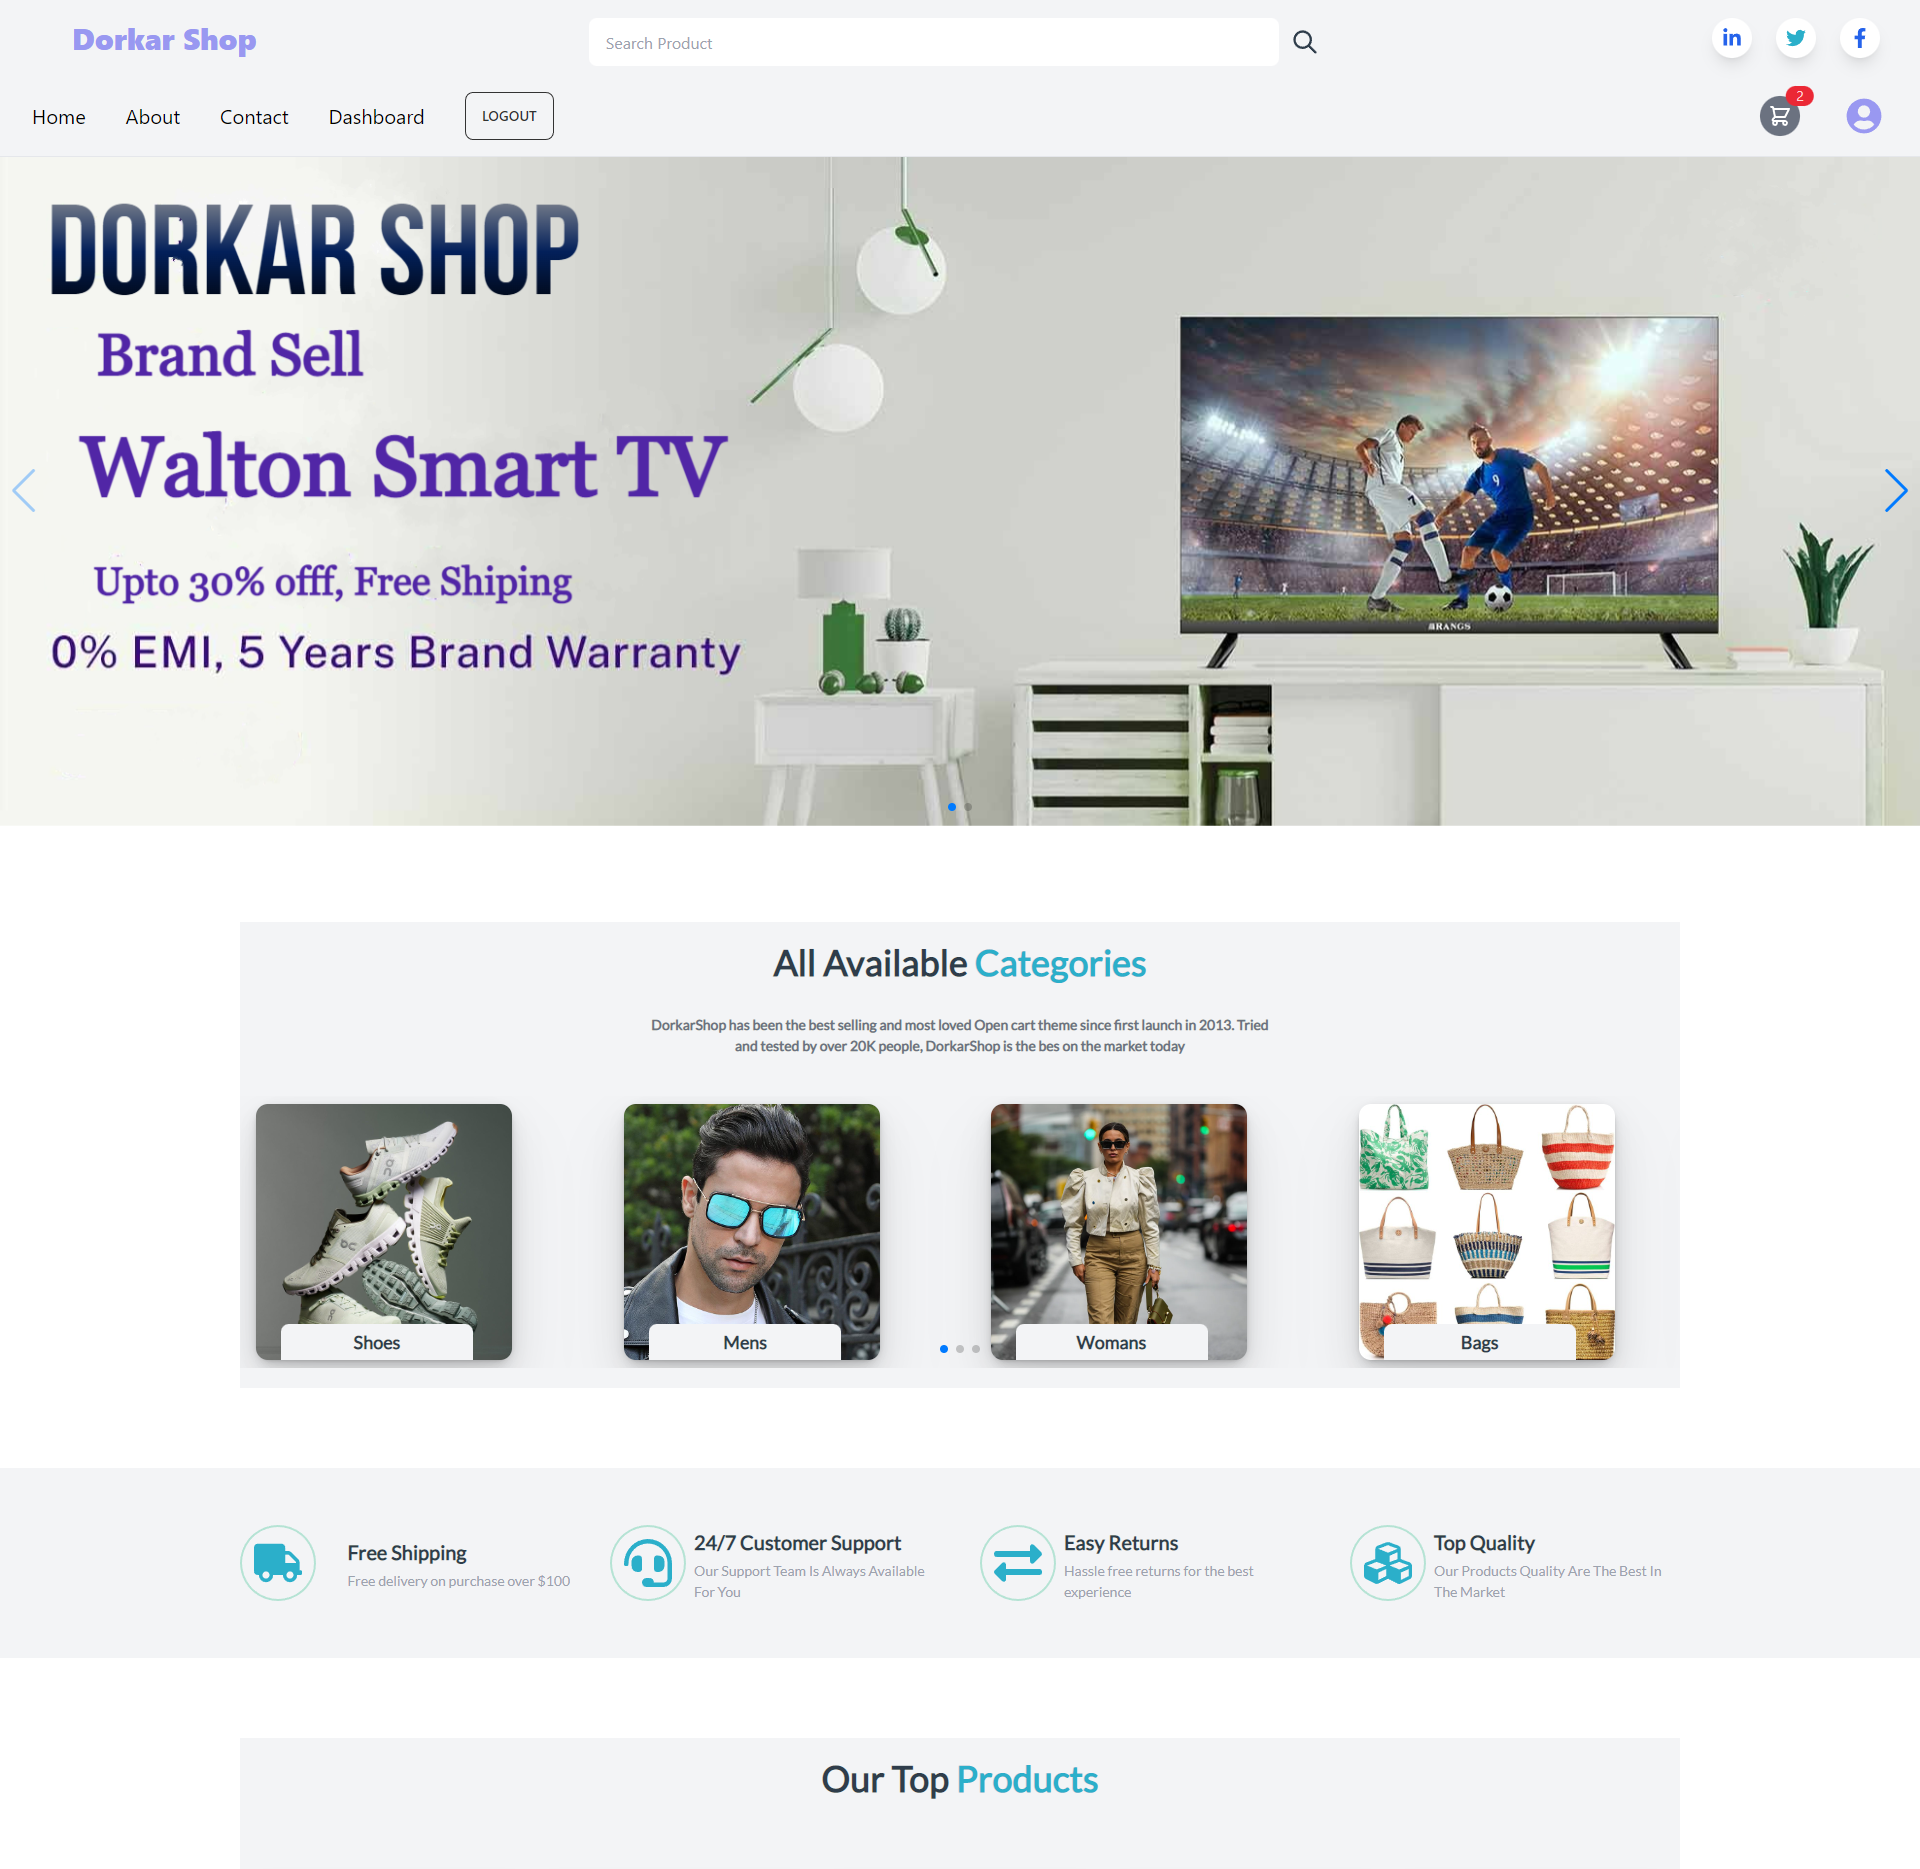 Dorkar Shop
Search Product
Home
About
Contact
Dashboard
LOGOUT
2
DORKAR SHOP
Brand Sell
Walton Smart TV
Upto 30% offf, Free Shiping
0% EMI, 5 Years Brand Warranty
7
9
RANGS
All Available Categories
DorkarShop has been the best selling and most loved Open cart theme since first launch in 2013. Tried
and tested by over 20K people, DorkarShop is the bes on the market today
Shoes
Mens
Womans
Bags
Free Shipping
Free delivery on purchase over $100
24/7 Customer Support
Our Support Team Is Always Available
For You
Easy Returns
Hassle free returns for the best
experience
Top Quality
Our Products Quality Are The Best In
The Market
Our Top Products